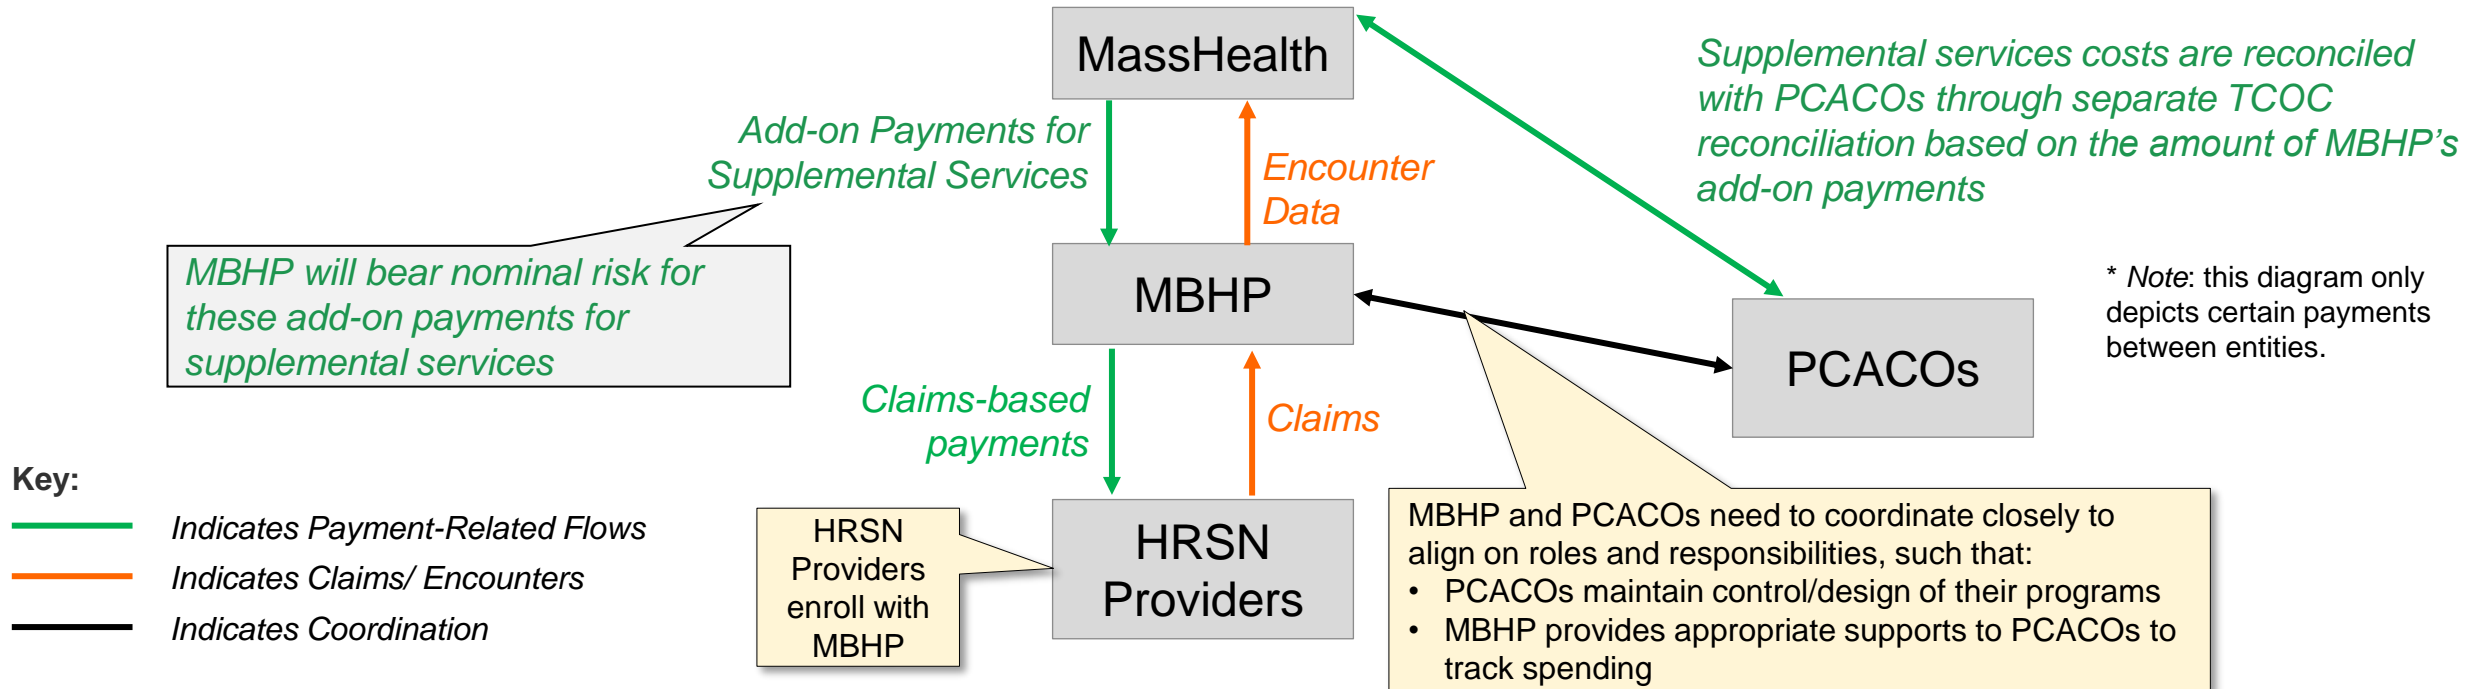 MassHealth
Supplemental services costs are reconciled
with PCACOs through separate TCOC
reconciliation based on the amount of MBHP’s
add-on payments
Add-on Payments for
Supplemental Services
Encounter
Data
MBHP will bear nominal risk for
these add-on payments for
supplemental services
MBHP
* Note: this diagram only
depicts certain payments
between entities.
PCACOs
Claims-based
payments
Claims
Key:
Indicates Payment-Related Flows
Indicates Claims/ Encounters
Indicates Coordination
HRSN
Providers
enroll with
MBHP
HRSN
Providers
MBHP and PCACOs need to coordinate closely to
align on roles and responsibilities, such that:
• PCACOs maintain control/design of their programs
• MBHP provides appropriate supports to PCACOs to
track spending